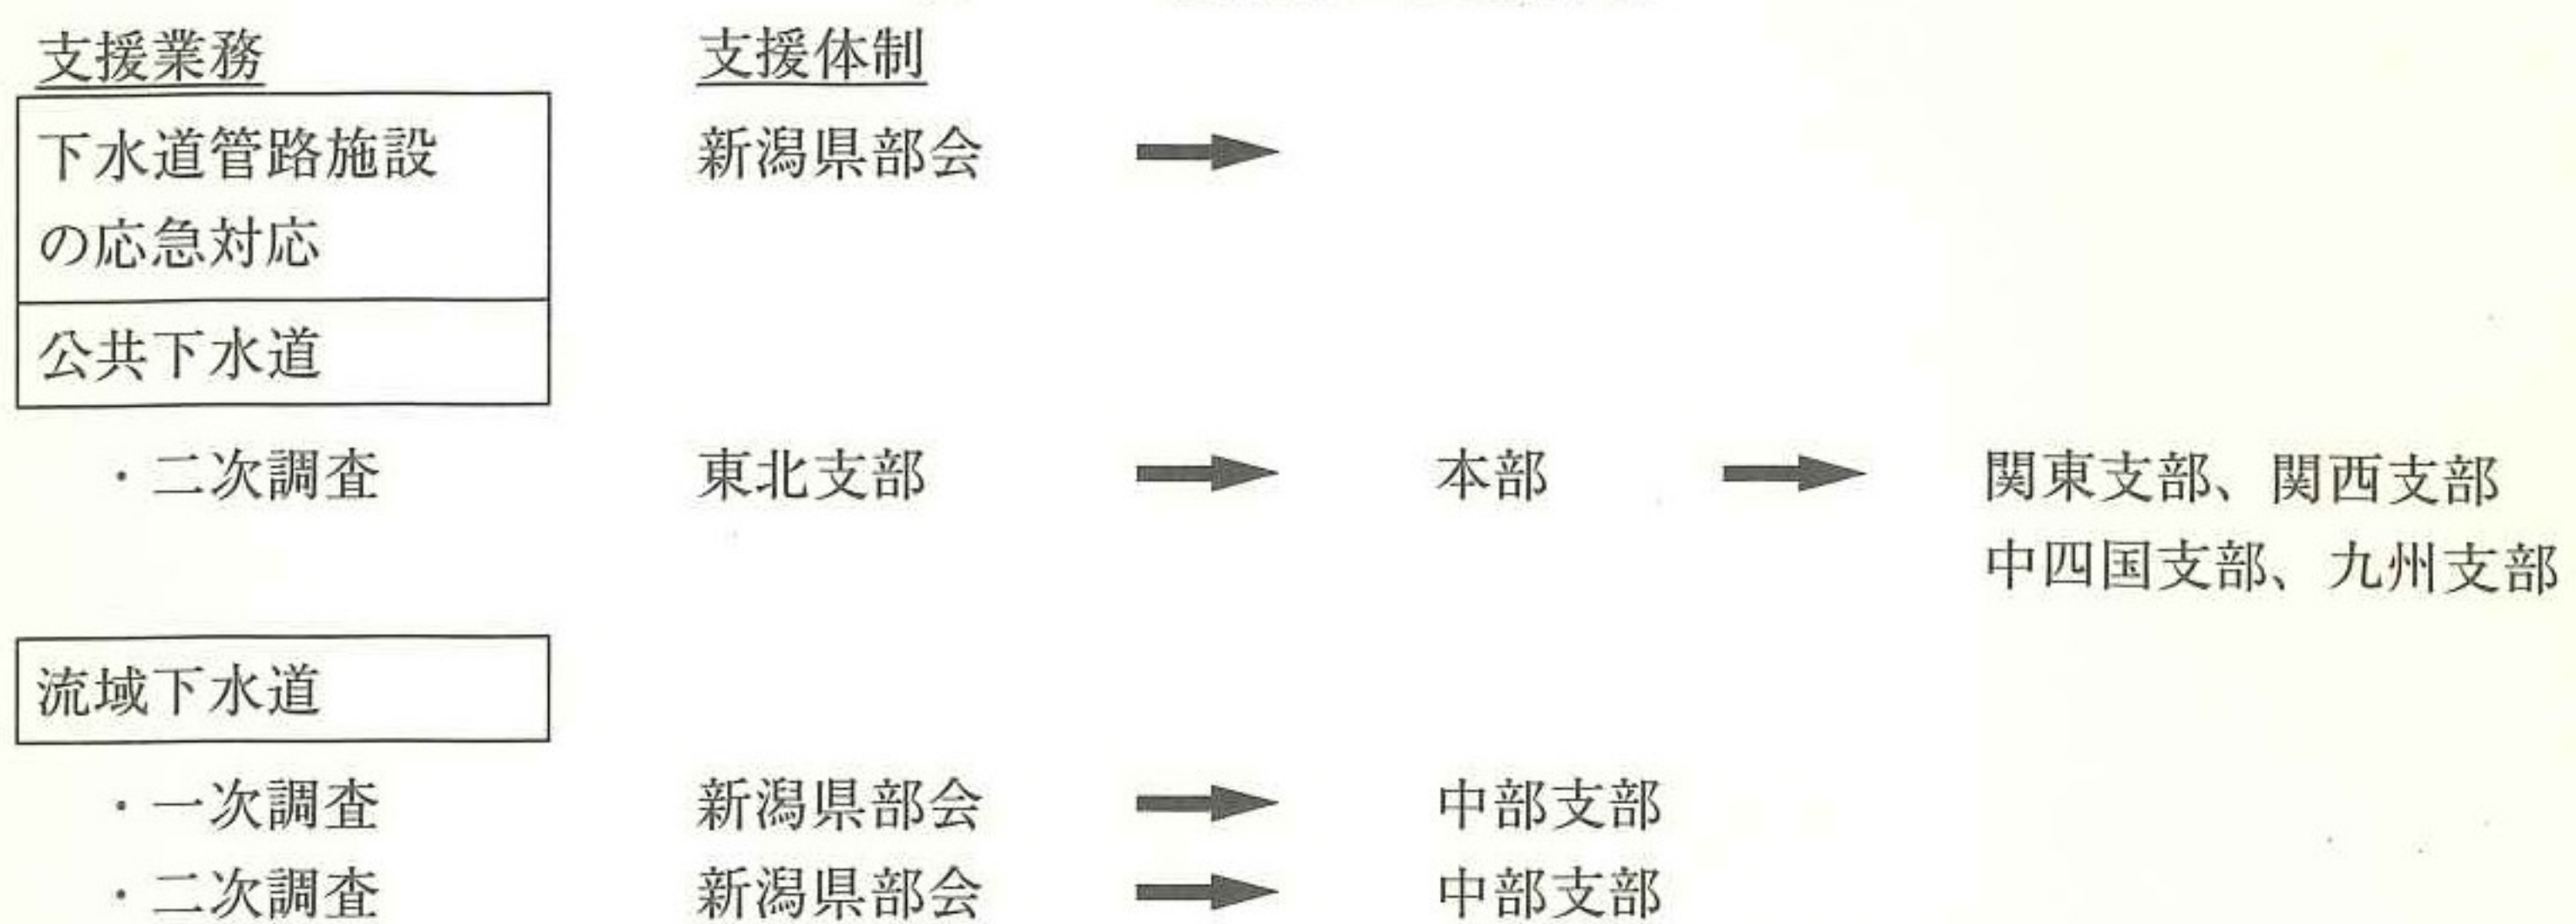 支援業務 支援体制
下水道管路施設 新潟県部会
の応急対応
公共下水道
・二次調査 東北支部 本部 関東支部、関西支部
中四国支部、九州支部
流域下水道
・一次調査 新潟県部会 中部支部
・二次調査 新潟県部会 中部支部